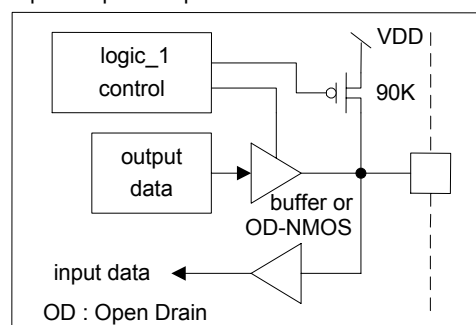 logic_1
control
VDD
90K
output
data
buffer or
OD-NMOS
input data
OD : Open Drain